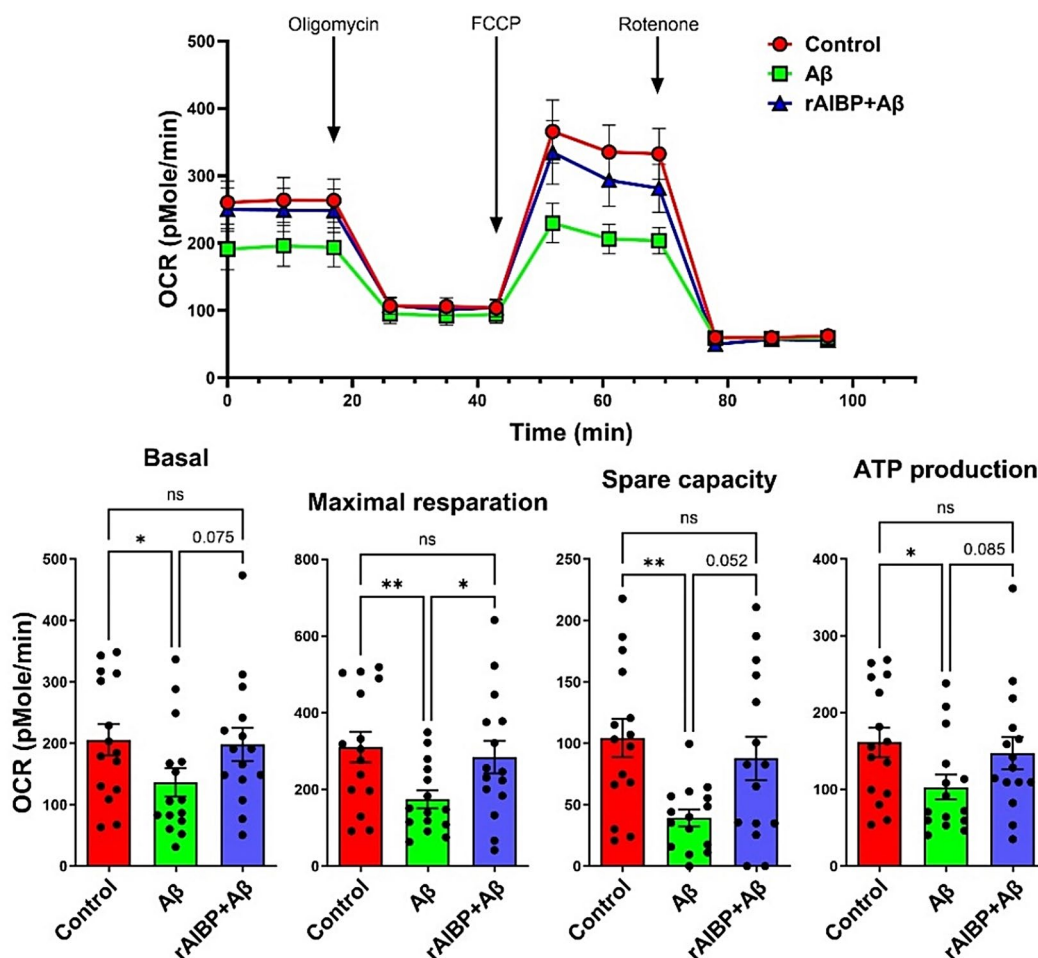 Oligomycin FCCP Rotenone
Control
Aβ
rAIBP+Aβ
OCR (pMole/min)
500
400
300
200
100
0
0 20 40 60 80 100
Time (min)
Basal
ns
* 0.075
OCR (pMole/min)
500
400
300
200
100
0
Control Aβ rAIBP+Aβ
Maximal resparation
ns
** *
800
600
400
200
0
Control Aβ rAIBP+Aβ
Spare capacity
ns
** 0.052
250
200
150
100
50
0
Control Aβ rAIBP+Aβ
ATP production
ns
* 0.085
400
300
200
100
0
Control Aβ rAIBP+Aβ